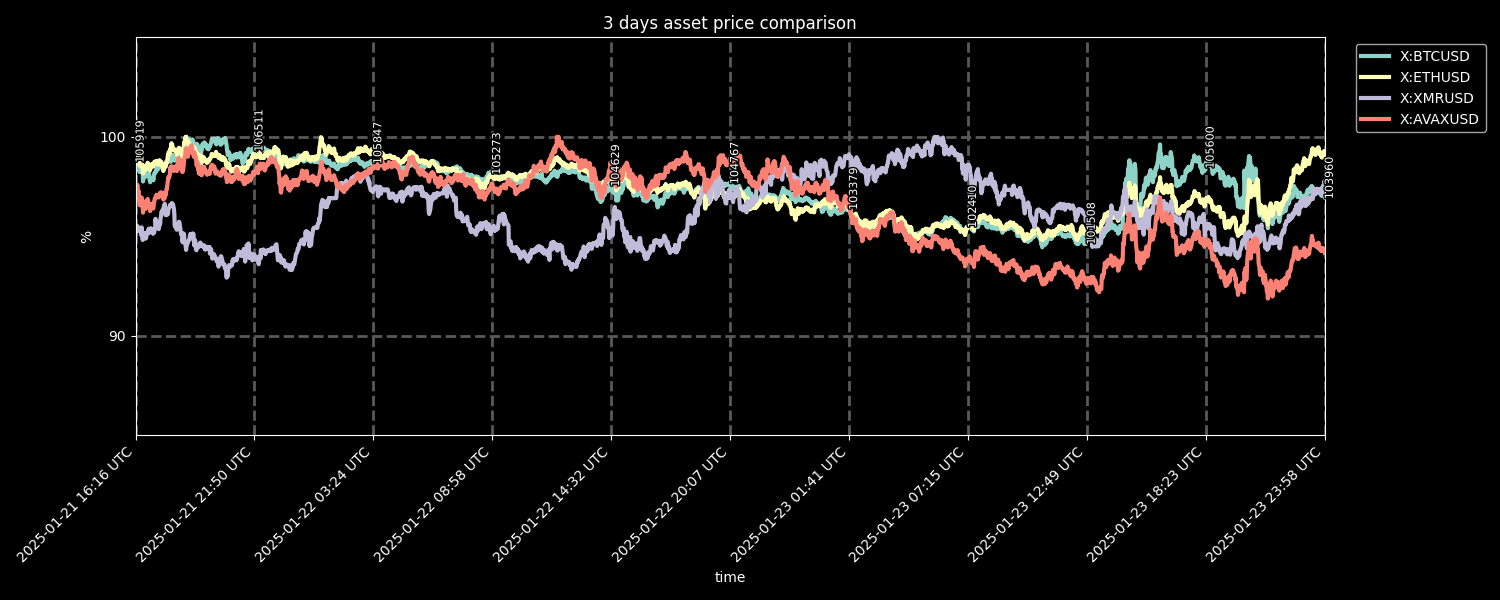 3 days asset price comparison
X:BTCUSD
X:ETHUSD
X:XMRUSD
X:AVAXUSD
%
100
90
105919
106511
105847
105273
104629
104767
103379
102410
101508
105600
103960
2025-01-21 16:16 UTC
2025-01-21 21:50 UTC
2025-01-22 03:24 UTC
2025-01-22 08:58 UTC
2025-01-22 14:32 UTC
2025-01-22 20:07 UTC
2025-01-23 01:41 UTC
2025-01-23 07:15 UTC
2025-01-23 12:49 UTC
2025-01-23 18:23 UTC
2025-01-23 23:58 UTC
time